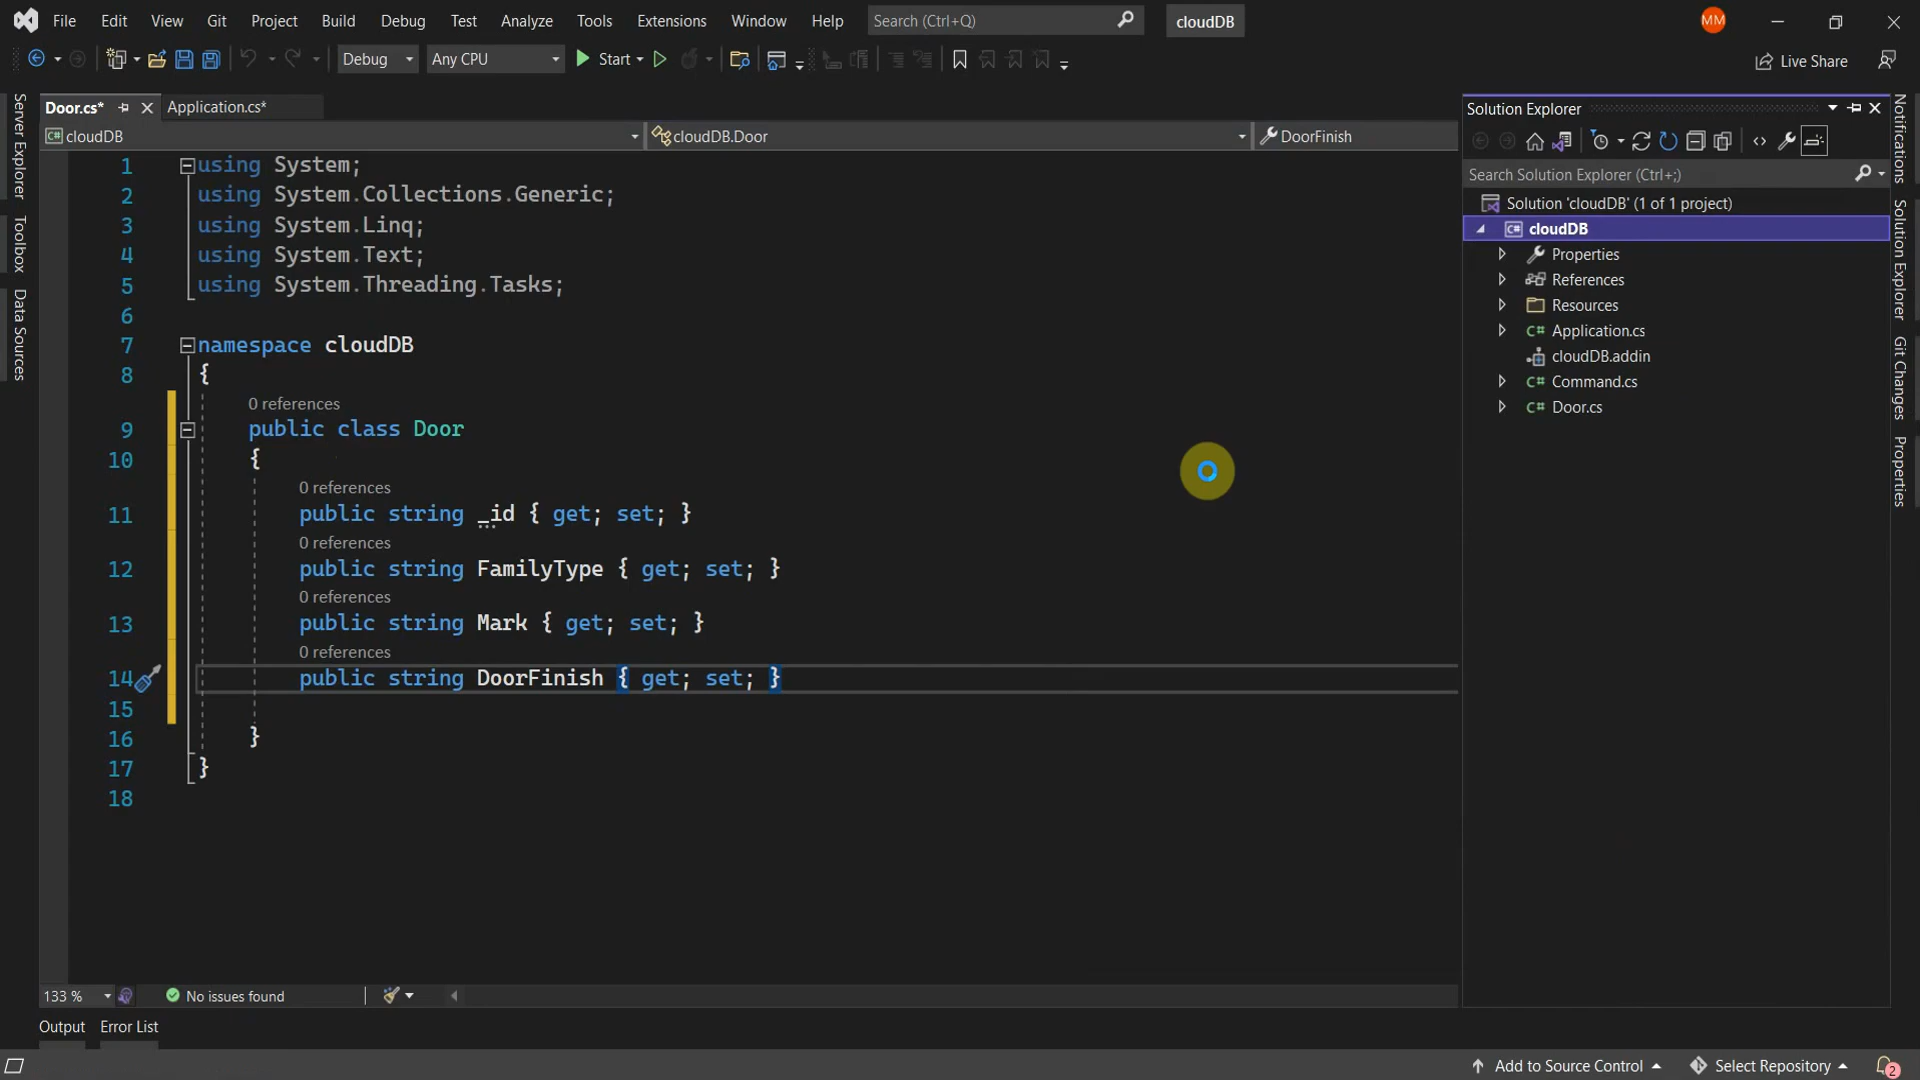 File Edit View Git Project Build Debug Test Analyze Tools Extensions Window Help Search (Ctrl+Q) cloudDB MM
Debug Any CPU Start Live Share
Door.cs* Application.cs*
cloudDB cloudDB.Door DoorFinish
1 using System;
2 using System.Collections.Generic;
3 using System.Linq;
4 using System.Text;
5 using System.Threading.Tasks;
6
7 namespace cloudDB
8 {
0 references
9 public class Door
10 {
0 references
11 public string _id { get; set; }
0 references
12 public string FamilyType { get; set; }
0 references
13 public string Mark { get; set; }
0 references
14 public string DoorFinish { get; set; }
15
16 }
17 }
18
133 % No issues found
Output Error List
Server Explorer
Toolbox
Data Sources
Solution Explorer
Search Solution Explorer (Ctrl+;)
Solution 'cloudDB' (1 of 1 project)
C# cloudDB
Properties
References
Resources
C# Application.cs
cloudDB.addin
C# Command.cs
C# Door.cs
Notifications
Solution Explorer
Git Changes
Properties
Add to Source Control Select Repository 2